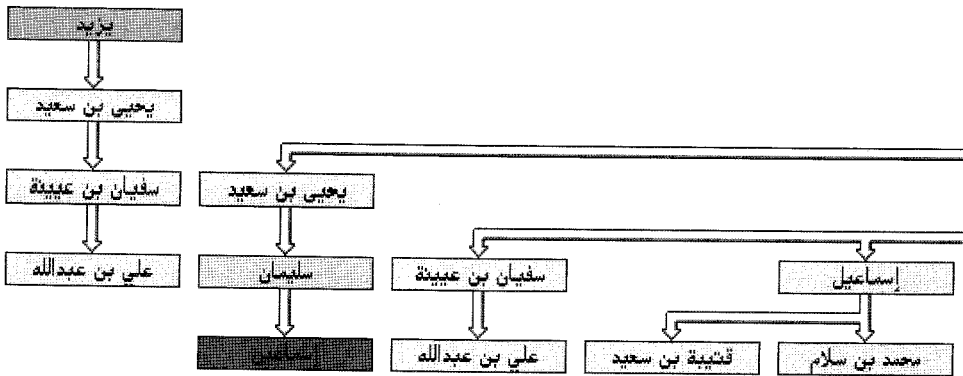 يزيد
يحيى بن سعيد
سفيان بن عيينة
يحيى بن سعيد
علي بن عبدالله
سليمان
سفيان بن عيينة
إسماعيل
إسماعيل
علي بن عبدالله
قتيبة بن سعيد
محمد بن سلام